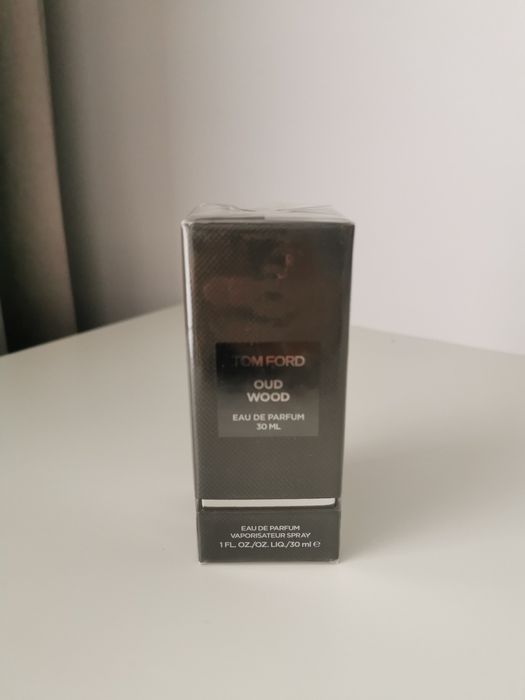 TOM FORD
OUD
WOOD
EAU DE PARFUM
30 ML
EAU DE PARFUM
VAPORISATEUR SPRAY
1 FL. OZ./OZ. LIQ./30 ml ℮